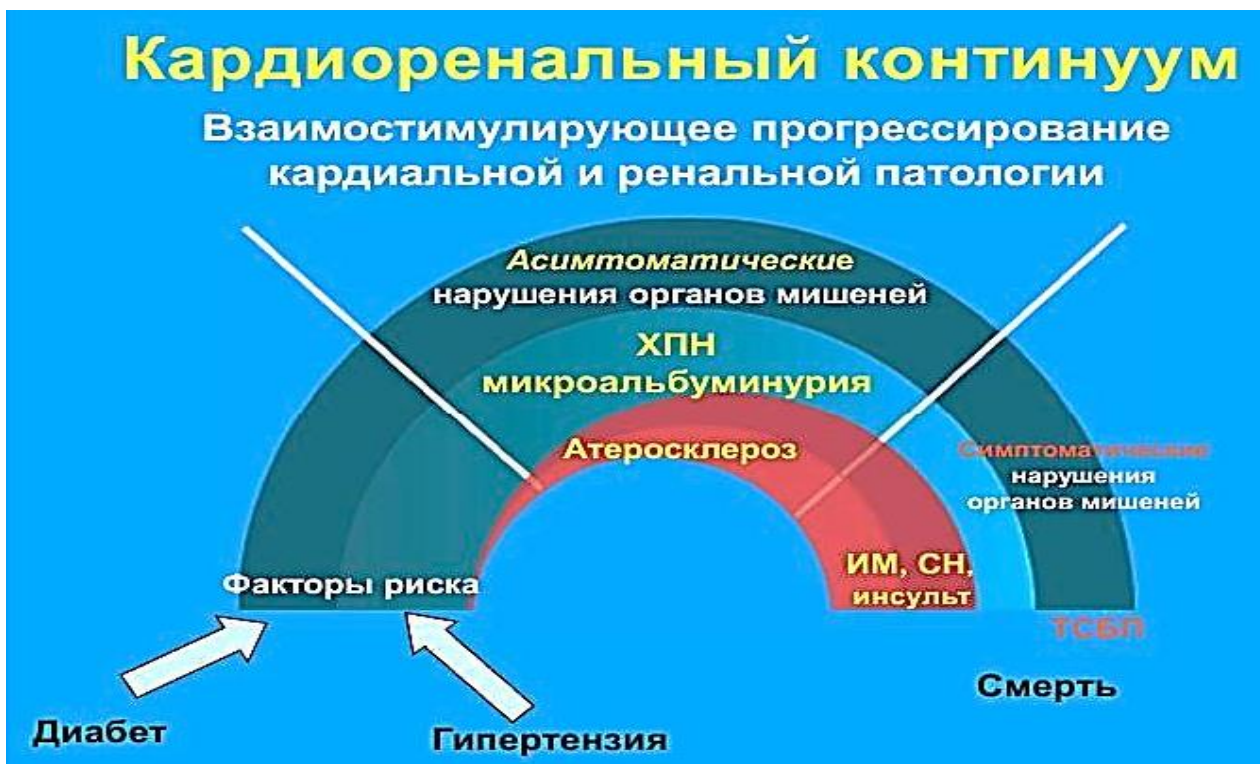 Кардиоренальный континуум
Взаимостимулирующее прогрессирование
кардиальной и ренальной патологии
Асимтоматические
нарушения органов мишеней
ХПН
микроальбуминурия
Атеросклероз
Симптоматические
нарушения
органов мишеней
ИМ, СН,
инсульт
Факторы риска
ТСБП
Смерть
Диабет
Гипертензия